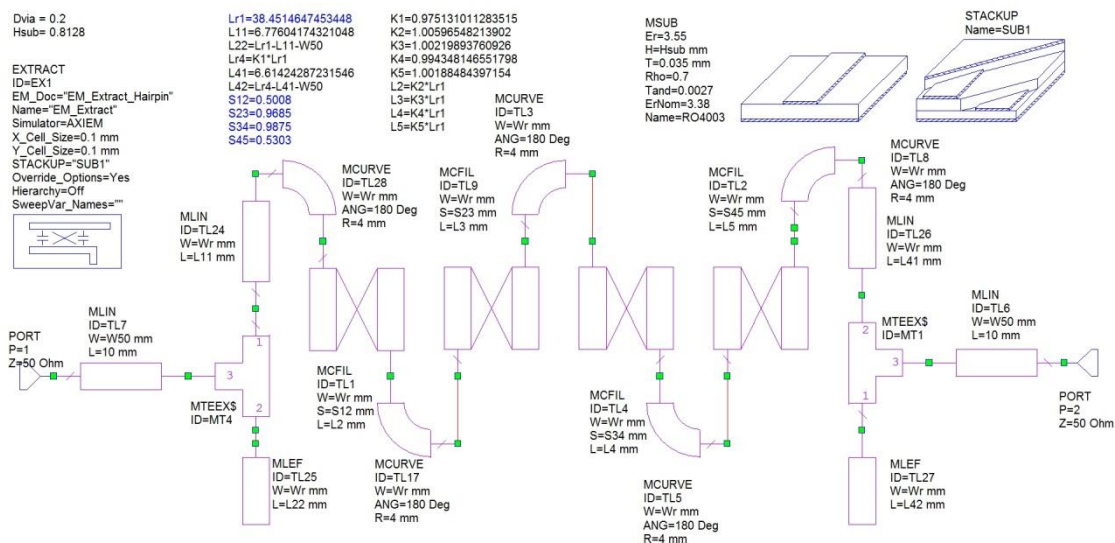 Dvia = 0.2
Hsub= 0.8128
EXTRACT
ID=EX1
EM_Doc="EM_Extract_Hairpin"
Name="EM_Extract"
Simulator=AXIEM
X_Cell_Size=0.1 mm
Y_Cell_Size=0.1 mm
STACKUP="SUB1"
Override_Options=Yes
Hierarchy=Off
SweepVar_Names=""
Lr1=38.4514647453448
L11=6.77604174321048
L22=Lr1-L11-W50
Lr4=K1*Lr1
L41=6.61424287231546
L42=Lr4-L41-W50
S12=0.5008
S23=0.9685
S34=0.9875
S45=0.5303
K1=0.975131011283515
K2=1.00596548213902
K3=1.00219893760926
K4=0.994348146551798
K5=1.00188484397154
L2=K2*Lr1
L3=K3*Lr1
L4=K4*Lr1
L5=K5*Lr1
MSUB
Er=3.55
H=Hsub mm
T=0.035 mm
Rho=0.7
Tand=0.0027
ErNom=3.38
Name=RO4003
STACKUP
Name=SUB1
MCURVE
ID=TL3
W=Wr mm
ANG=180 Deg
R=4 mm
MCURVE
ID=TL28
W=Wr mm
ANG=180 Deg
R=4 mm
MCFIL
ID=TL9
W=Wr mm
S=S23 mm
L=L3 mm
MCFIL
ID=TL2
W=Wr mm
S=S45 mm
L=L5 mm
MCURVE
ID=TL8
W=Wr mm
ANG=180 Deg
R=4 mm
MLIN
ID=TL24
W=Wr mm
L=L11 mm
MLIN
ID=TL26
W=Wr mm
L=L41 mm
PORT
P=1
Z=50 Ohm
MLIN
ID=TL7
W=W50 mm
L=10 mm
1
3
2
MTEEX$
ID=MT4
MLEF
ID=TL25
W=Wr mm
L=L22 mm
MCFIL
ID=TL1
W=Wr mm
S=S12 mm
L=L2 mm
MCURVE
ID=TL17
W=Wr mm
ANG=180 Deg
R=4 mm
MCFIL
ID=TL4
W=Wr mm
S=S34 mm
L=L4 mm
MCURVE
ID=TL5
W=Wr mm
ANG=180 Deg
R=4 mm
MTEEX$
ID=MT1
2
3
1
MLIN
ID=TL6
W=W50 mm
L=10 mm
PORT
P=2
Z=50 Ohm
MLEF
ID=TL27
W=Wr mm
L=L42 mm